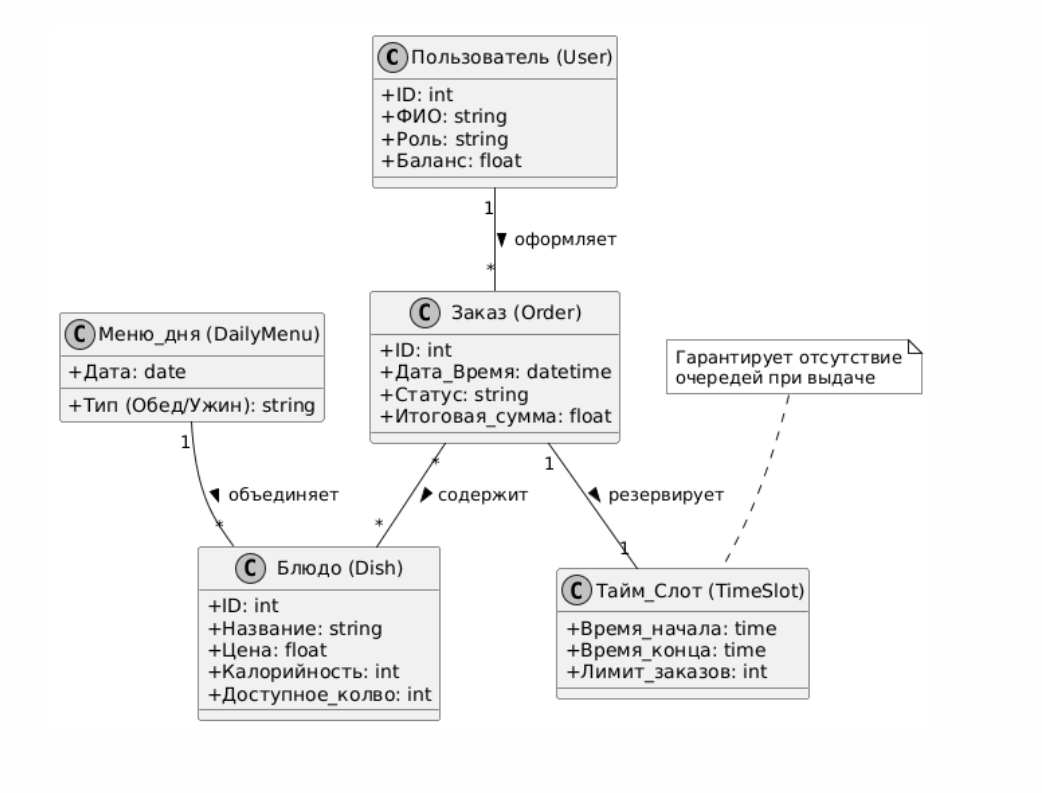 C Пользователь (User)
+ID: int
+ФИО: string
+Роль: string
+Баланс: float
1
оформляет
*
C Заказ (Order)
+ID: int
+Дата_Время: datetime
+Статус: string
+Итоговая_сумма: float
C Меню_дня (DailyMenu)
+Дата: date
+Тип (Обед/Ужин): string
Гарантирует отсутствие
очередей при выдаче
1
объединяет
*
*
содержит
*
1
резервирует
1
C Блюдо (Dish)
+ID: int
+Название: string
+Цена: float
+Калорийность: int
+Доступное_колво: int
C Тайм_Слот (TimeSlot)
+Время_начала: time
+Время_конца: time
+Лимит_заказов: int